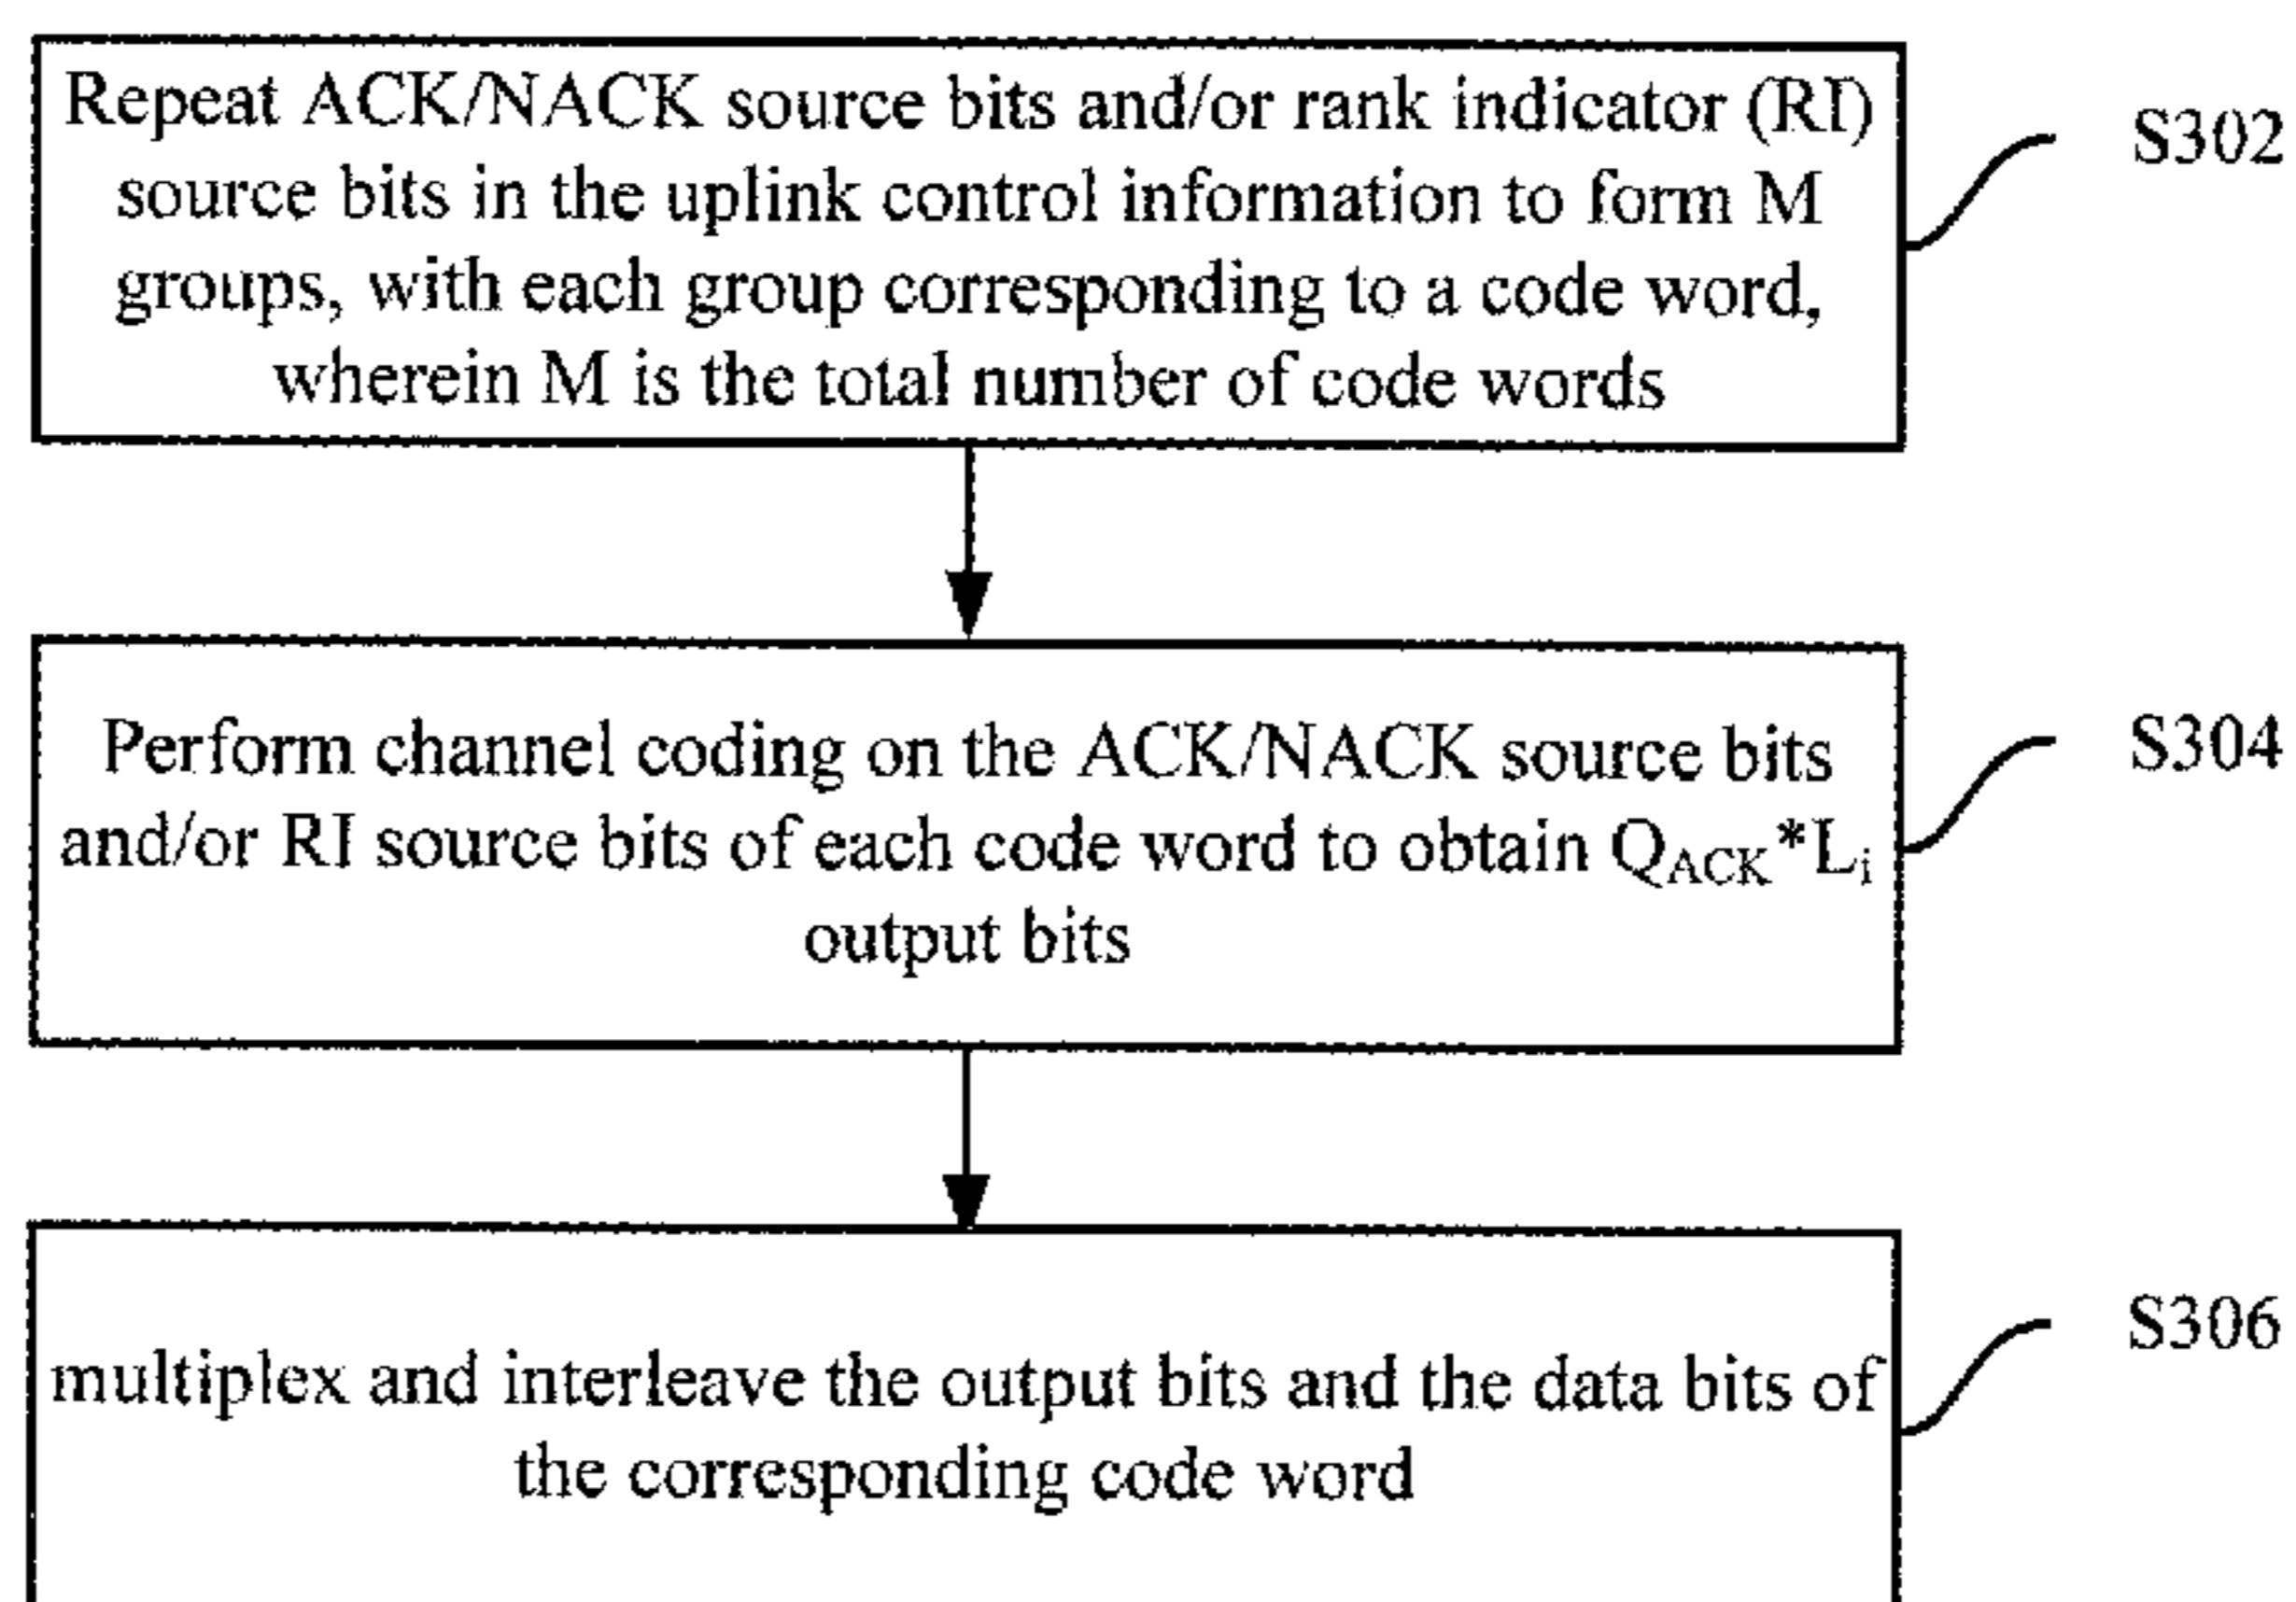 Repeat ACK/NACK source bits and/or rank indicator (RI)
source bits in the uplink control information to form M
groups, with each group corresponding to a code word,
wherein M is the total number of code words
S302
Perform channel coding on the ACK/NACK source bits
and/or RI source bits of each code word to obtain Q_ACK*L_i
output bits
S304
multiplex and interleave the output bits and the data bits of
the corresponding code word
S306